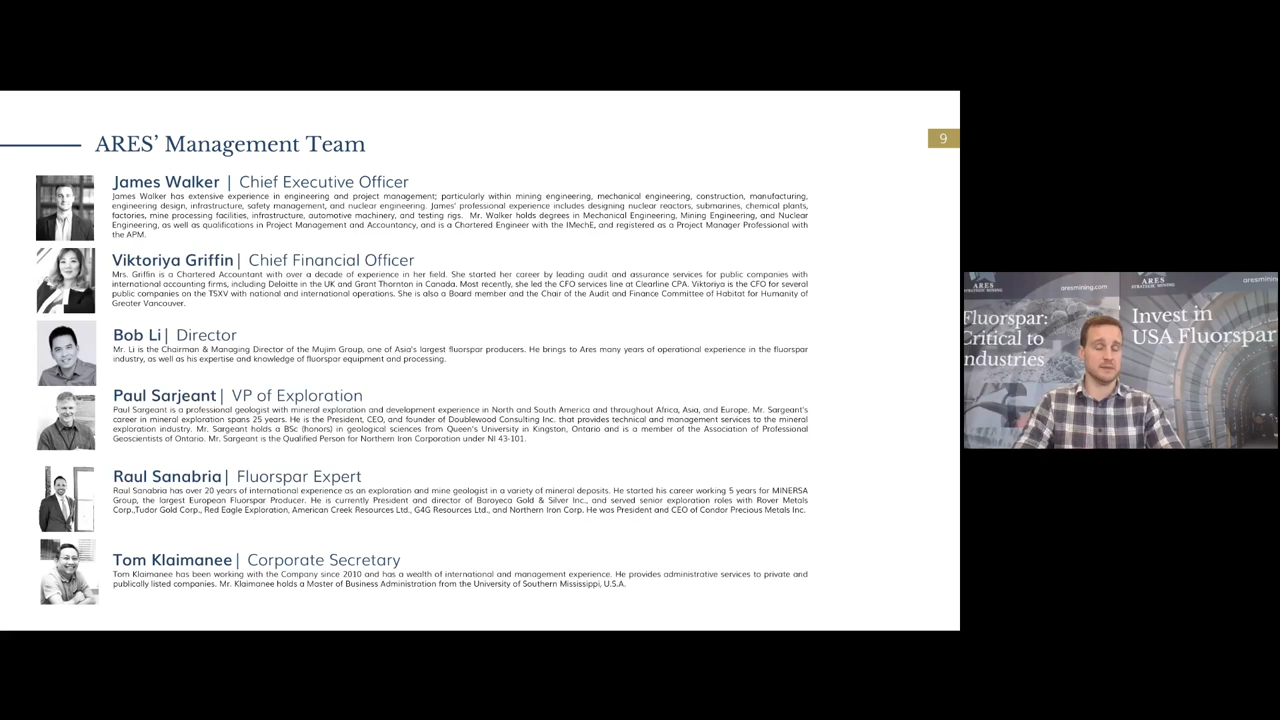 ARES' Management Team
9
James Walker | Chief Executive Officer
James Walker has extensive experience in engineering and project management; particularly within mining engineering, mechanical engineering, construction, manufacturing,
engineering design, infrastructure, safety management, and nuclear engineering. James' professional experience includes designing nuclear reactors, submarines, chemical plants,
factories, mine processing facilities, infrastructure, automotive machinery, and testing rigs. Mr. Walker holds degrees in Mechanical Engineering, Mining Engineering, and Nuclear
Engineering, as well as qualifications in Project Management and Accountancy, and is a Chartered Engineer with the IMechE, and registered as a Project Manager Professional with
the APM.
Viktoriya Griffin | Chief Financial Officer
Mrs. Griffin is a Chartered Accountant with over a decade of experience in her field. She started her career by leading audit and assurance services for public companies with
international accounting firms, including Deloitte in the UK and Grant Thornton in Canada. Most recently, she led the CFO services line at Clearline CPA. Viktoriya is the CFO for several
public companies on the TSXV with national and international operations. She is also a Board member and the Chair of the Audit and Finance Committee of Habitat for Humanity of
Greater Vancouver.
Bob Li | Director
Mr. Li is the Chairman & Managing Director of the Mujim Group, one of Asia's largest fluorspar producers. He brings to Ares many years of operational experience in the fluorspar
industry, as well as his expertise and knowledge of fluorspar equipment and processing.
Paul Sarjeant | VP of Exploration
Paul Sargeant is a professional geologist with mineral exploration and development experience in North and South America and throughout Africa, Asia, and Europe. Mr. Sargeant's
career in mineral exploration spans 25 years. He is the President, CEO, and founder of Doublewood Consulting Inc. that provides technical and management services to the mineral
exploration industry. Mr. Sargeant holds a BSc (honors) in geological sciences from Queen's University in Kingston, Ontario and is a member of the Association of Professional
Geoscientists of Ontario. Mr. Sargeant is the Qualified Person for Northern Iron Corporation under NI 43-101.
Raul Sanabria | Fluorspar Expert
Raul Sanabria has over 20 years of international experience as an exploration and mine geologist in a variety of mineral deposits. He started his career working 5 years for MINERSA
Group, the largest European Fluorspar Producer. He is currently President and director of Baroyeca Gold & Silver Inc., and served senior exploration roles with Rover Metals
Corp.,Tudor Gold Corp., Red Eagle Exploration, American Creek Resources Ltd., G4G Resources Ltd., and Northern Iron Corp. He was President and CEO of Condor Precious Metals Inc.
Tom Klaimanee | Corporate Secretary
Tom Klaimanee has been working with the Company since 2010 and has a wealth of international and management experience. He provides administrative services to private and
publically listed companies. Mr. Klaimanee holds a Master of Business Administration from the University of Southern Mississippi, U.S.A.
ARES
STRATEGIC MINING
aresmining.com
Fluorspar:
Critical to
Industries
ARES
STRATEGIC MINING
aresmining
Invest in
USA Fluorspar